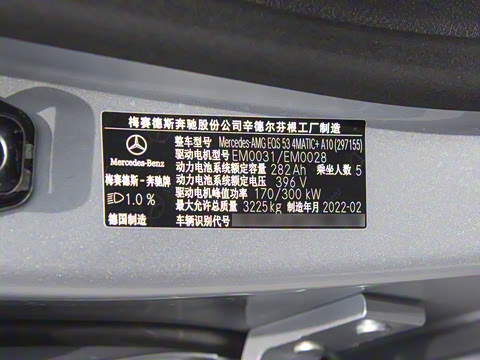 梅赛德斯奔驰股份公司辛德尔芬根工厂制造
整车型号 Mercedes-AMG EQS 53 4MATIC+ A10 (297155)
驱动电机型号 EM0031/EM0028
动力电池系统额定容量 282Ah 乘坐人数 5
动力电池系统额定电压 396 V
驱动电机峰值功率 170/300 kW
最大允许总质量 3225kg 制造年月 2022-02
车辆识别代号
Mercedes-Benz
梅赛德斯-奔驰牌
1.0 %
德国制造